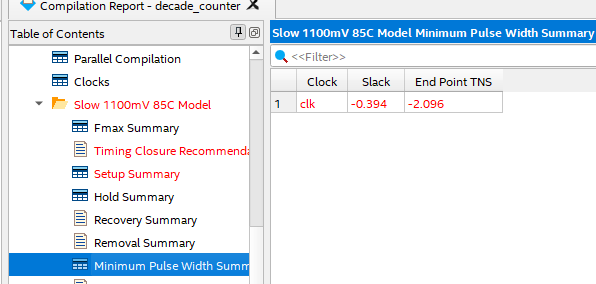 Compilation Report - decade_counter
Table of Contents
Parallel Compilation
Clocks
Slow 1100mV 85C Model
Fmax Summary
Timing Closure Recommenda
Setup Summary
Hold Summary
Recovery Summary
Removal Summary
Minimum Pulse Width Summ
Slow 1100mV 85C Model Minimum Pulse Width Summary
<<Filter>>
Clock Slack End Point TNS
1 clk -0.394 -2.096